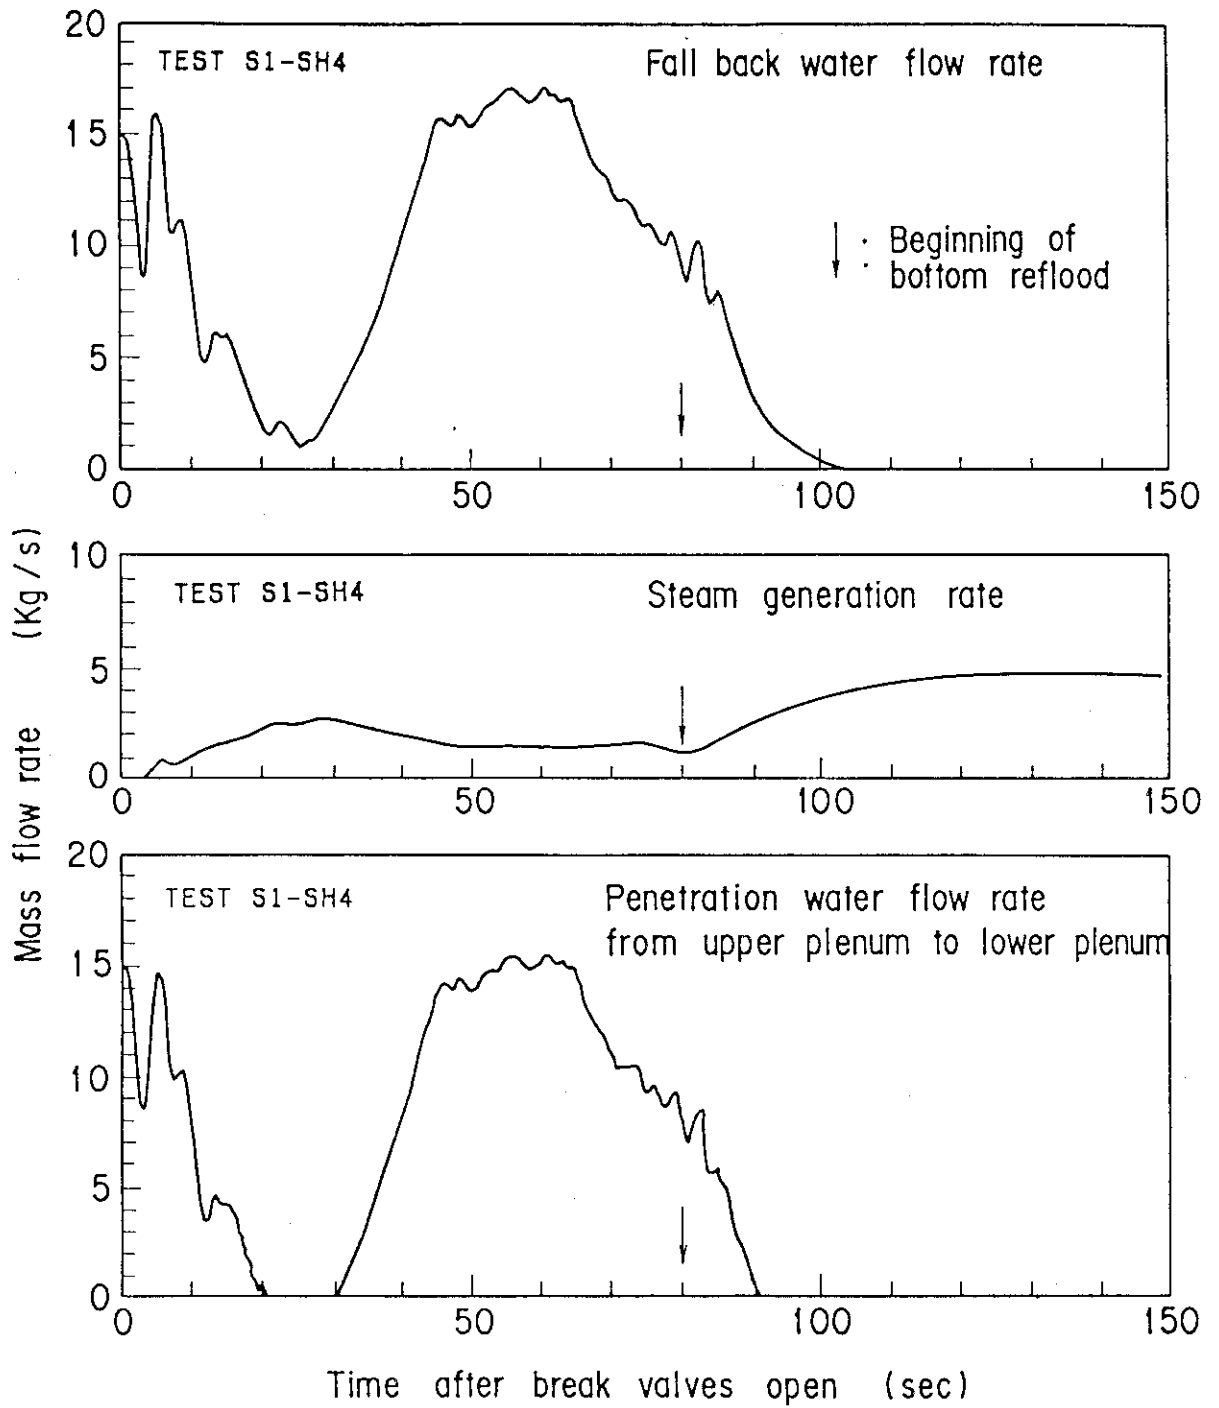 20
TEST S1-SH4
Fall back water flow rate
15
10
↓ : Beginning of
bottom reflood
5
0
0 50 100 150
10
TEST S1-SH4
Steam generation rate
5
0
0 50 100 150
Mass flow rate (Kg/s)
20
TEST S1-SH4
Penetration water flow rate
from upper plenum to lower plenum
15
10
5
0
0 50 100 150
Time after break valves open (sec)